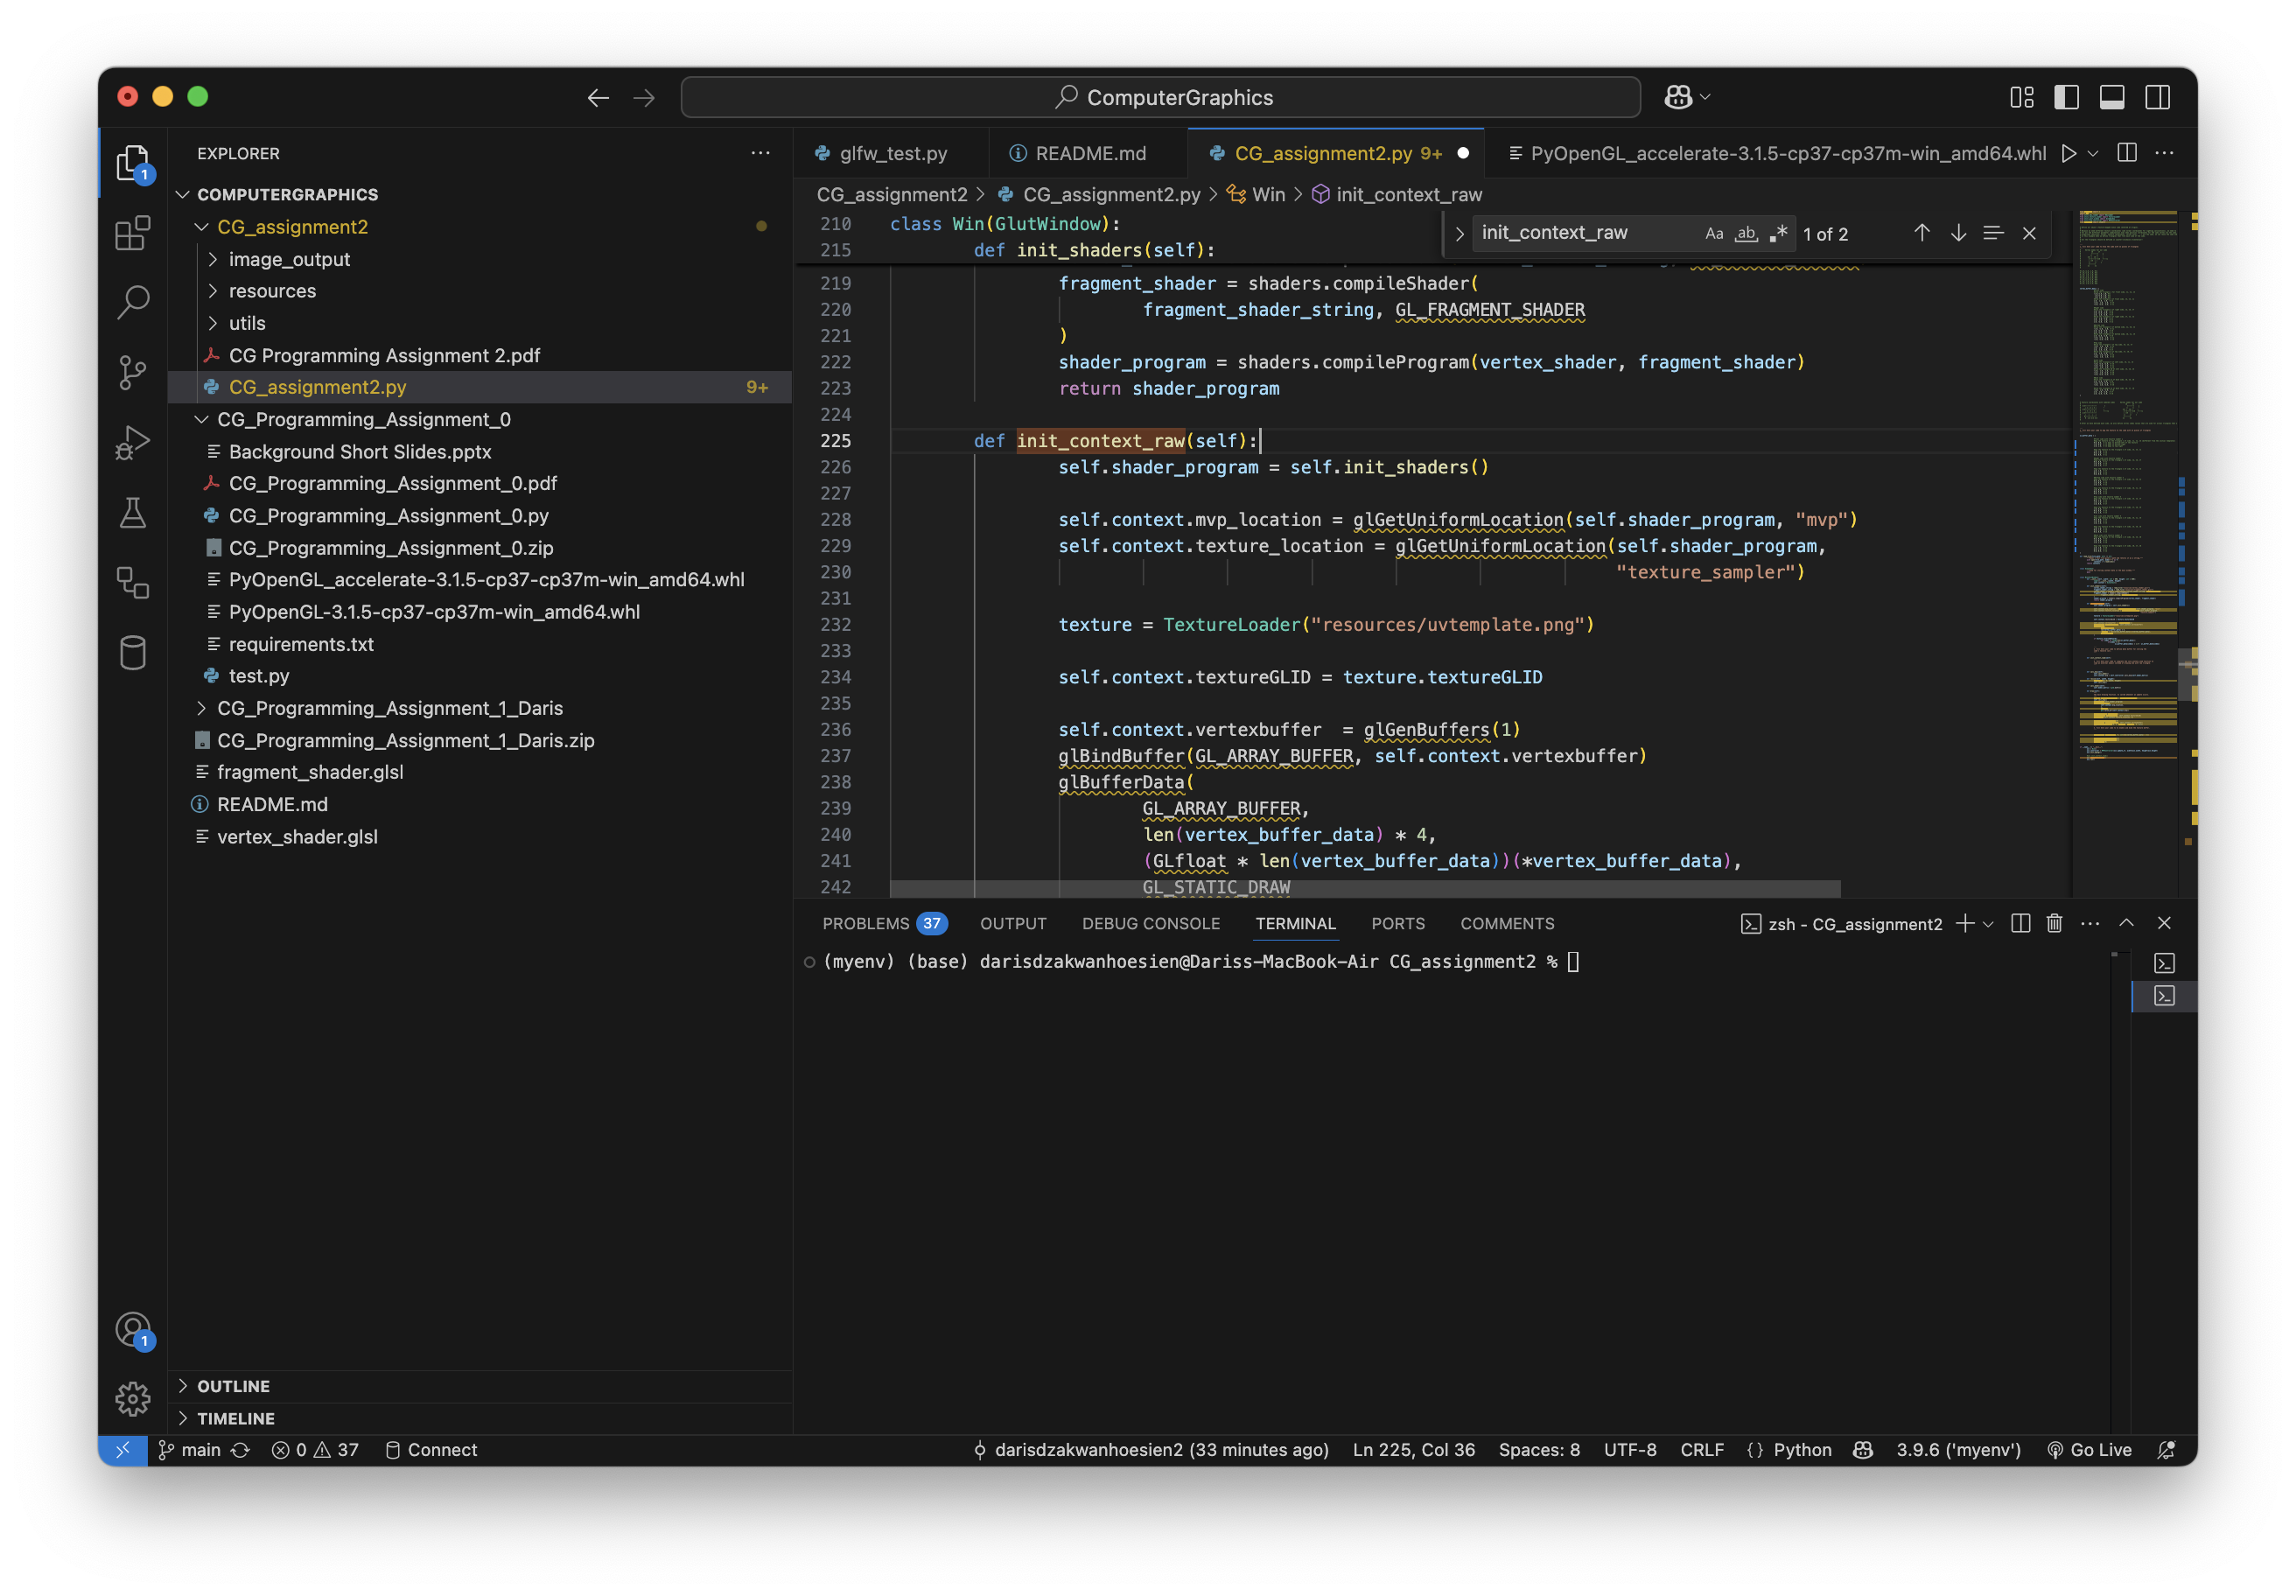 ComputerGraphics
EXPLORER
COMPUTERGRAPHICS
CG_assignment2
image_output
resources
utils
CG Programming Assignment 2.pdf
CG_assignment2.py 9+
CG_Programming_Assignment_0
Background Short Slides.pptx
CG_Programming_Assignment_0.pdf
CG_Programming_Assignment_0.py
CG_Programming_Assignment_0.zip
PyOpenGL_accelerate-3.1.5-cp37-cp37m-win_amd64.whl
PyOpenGL-3.1.5-cp37-cp37m-win_amd64.whl
requirements.txt
test.py
CG_Programming_Assignment_1_Daris
CG_Programming_Assignment_1_Daris.zip
fragment_shader.glsl
README.md
vertex_shader.glsl
OUTLINE
TIMELINE
1
1
glfw_test.py README.md CG_assignment2.py 9+ PyOpenGL_accelerate-3.1.5-cp37-cp37m-win_amd64.whl
CG_assignment2 > CG_assignment2.py > Win > init_context_raw
init_context_raw Aa ab .* 1 of 2
210 class Win(GlutWindow):
215 def init_shaders(self):
219 fragment_shader = shaders.compileShader(
220 fragment_shader_string, GL_FRAGMENT_SHADER
221 )
222 shader_program = shaders.compileProgram(vertex_shader, fragment_shader)
223 return shader_program
224
225 def init_context_raw(self):
226 self.shader_program = self.init_shaders()
227
228 self.context.mvp_location = glGetUniformLocation(self.shader_program, "mvp")
229 self.context.texture_location = glGetUniformLocation(self.shader_program,
230 "texture_sampler")
231
232 texture = TextureLoader("resources/uvtemplate.png")
233
234 self.context.textureGLID = texture.textureGLID
235
236 self.context.vertexbuffer  = glGenBuffers(1)
237 glBindBuffer(GL_ARRAY_BUFFER, self.context.vertexbuffer)
238 glBufferData(
239 GL_ARRAY_BUFFER,
240 len(vertex_buffer_data) * 4,
241 (GLfloat * len(vertex_buffer_data))(*vertex_buffer_data),
242 GL_STATIC_DRAW
PROBLEMS 37 OUTPUT DEBUG CONSOLE TERMINAL PORTS COMMENTS zsh - CG_assignment2
(myenv) (base) darisdzakwanhoesien@Dariss-MacBook-Air CG_assignment2 %
main 0 37 Connect darisdzakwanhoesien2 (33 minutes ago) Ln 225, Col 36 Spaces: 8 UTF-8 CRLF {} Python 3.9.6 ('myenv') Go Live